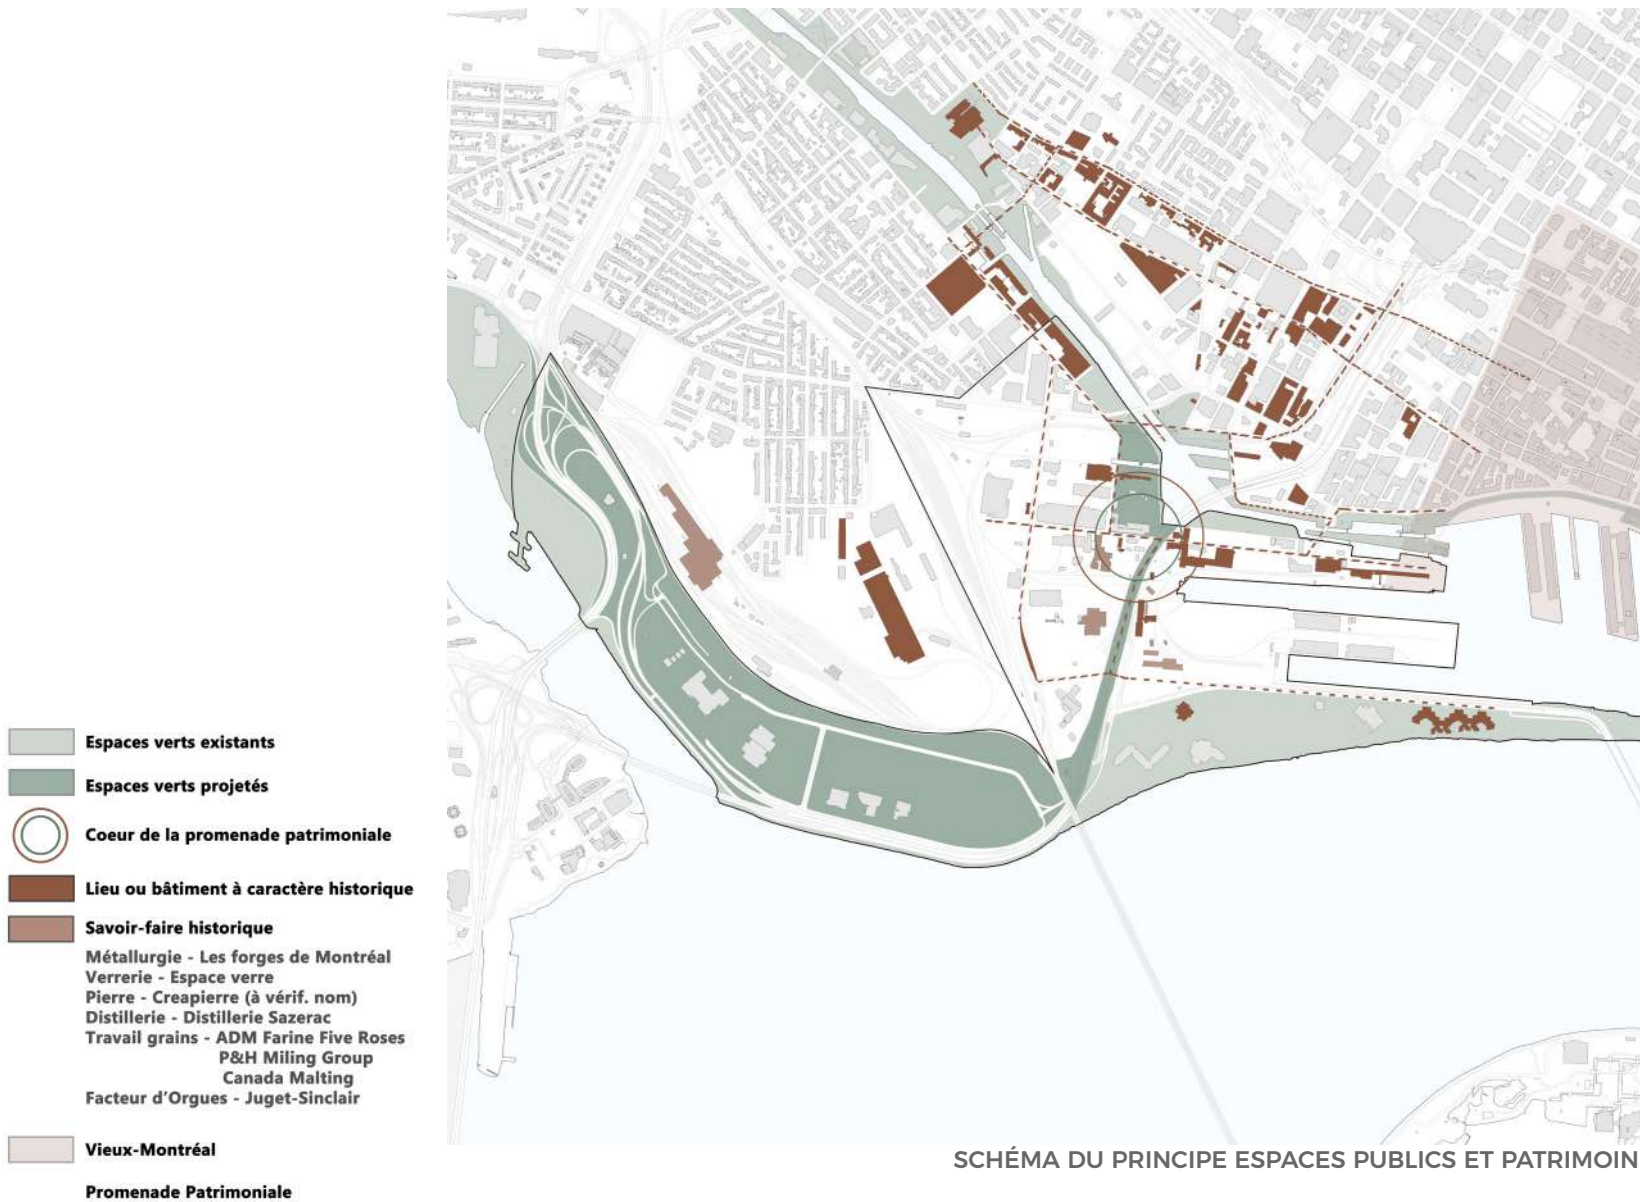 Espaces verts existants
Espaces verts projetés
Coeur de la promenade patrimoniale
Lieu ou bâtiment à caractère historique
Savoir-faire historique
Métallurgie - Les forges de Montréal
Verrerie - Espace verre
Pierre - Creapierre (à vérif. nom)
Distillerie - Distillerie Sazerac
Travail grains - ADM Farine Five Roses
P&H Miling Group
Canada Malting
Facteur d'Orgues - Juget-Sinclair
Vieux-Montréal
Promenade Patrimoniale
SCHÉMA DU PRINCIPE ESPACES PUBLICS ET PATRIMOIN